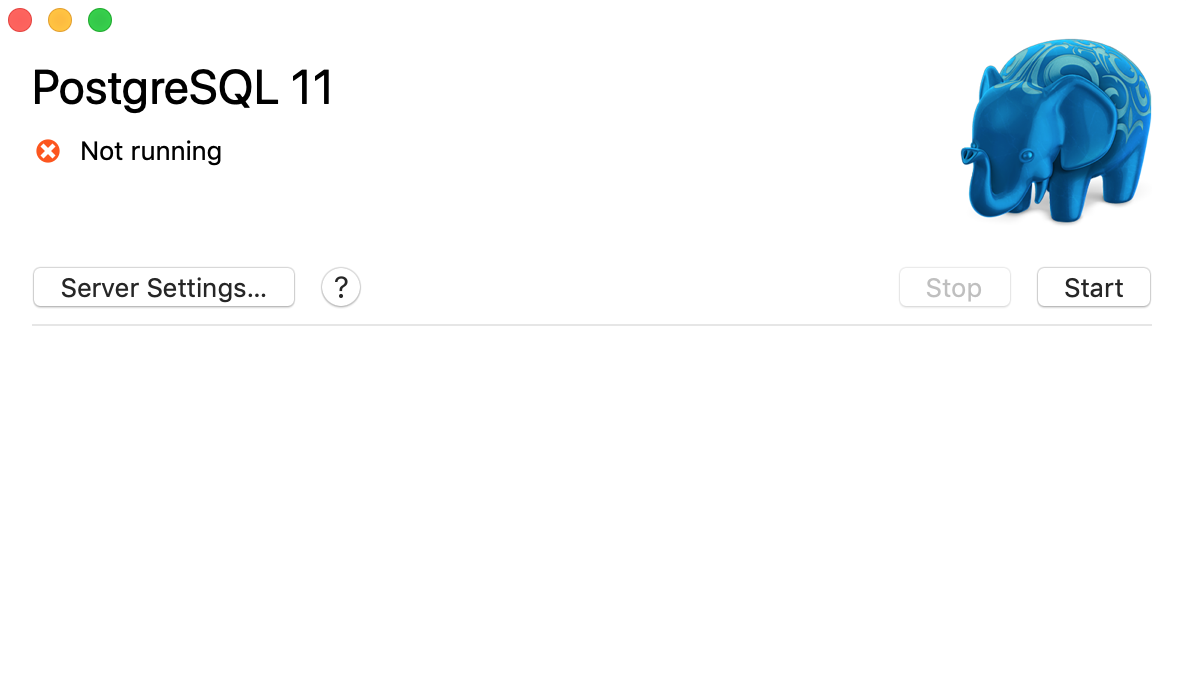 PostgreSQL 11
Not running
Server Settings...
?
Stop
Start